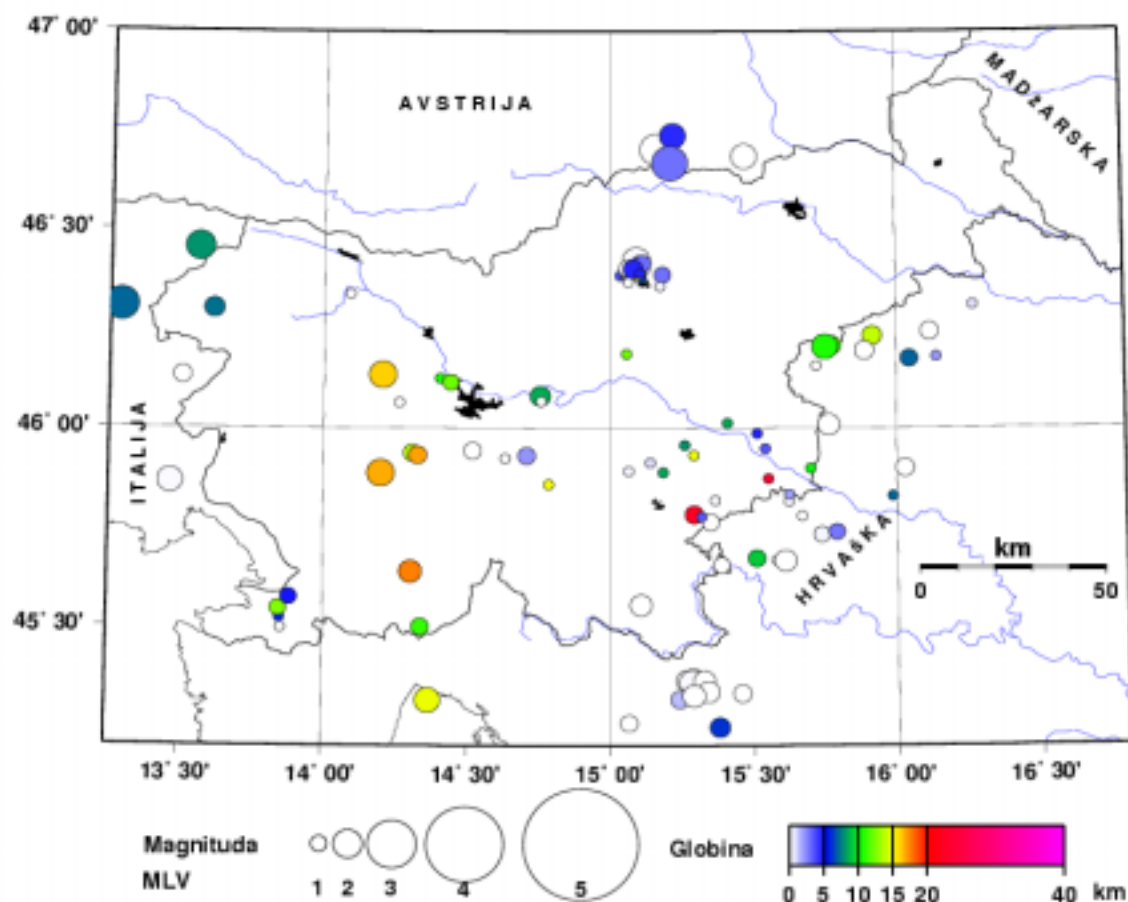 47° 00'
AVSTRIJA
MADŽARSKA
46° 30'
46° 00'
ITALIJA
HRVAŠKA
km
0 50
45° 30'
13° 30' 14° 00' 14° 30' 15° 00' 15° 30' 16° 00' 16° 30'
Magnituda
MLV
1 2 3 4 5
Globina
0 5 10 15 20 40 km